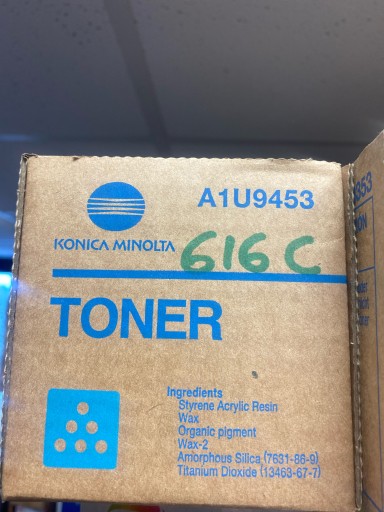 A1U9453
KONICA MINOLTA
616 C
TONER
Ingredients
Styrene Acrylic Resin
Wax
Organic pigment
Wax-2
Amorphous Silica (7631-86-9)
Titanium Dioxide (13463-67-7)